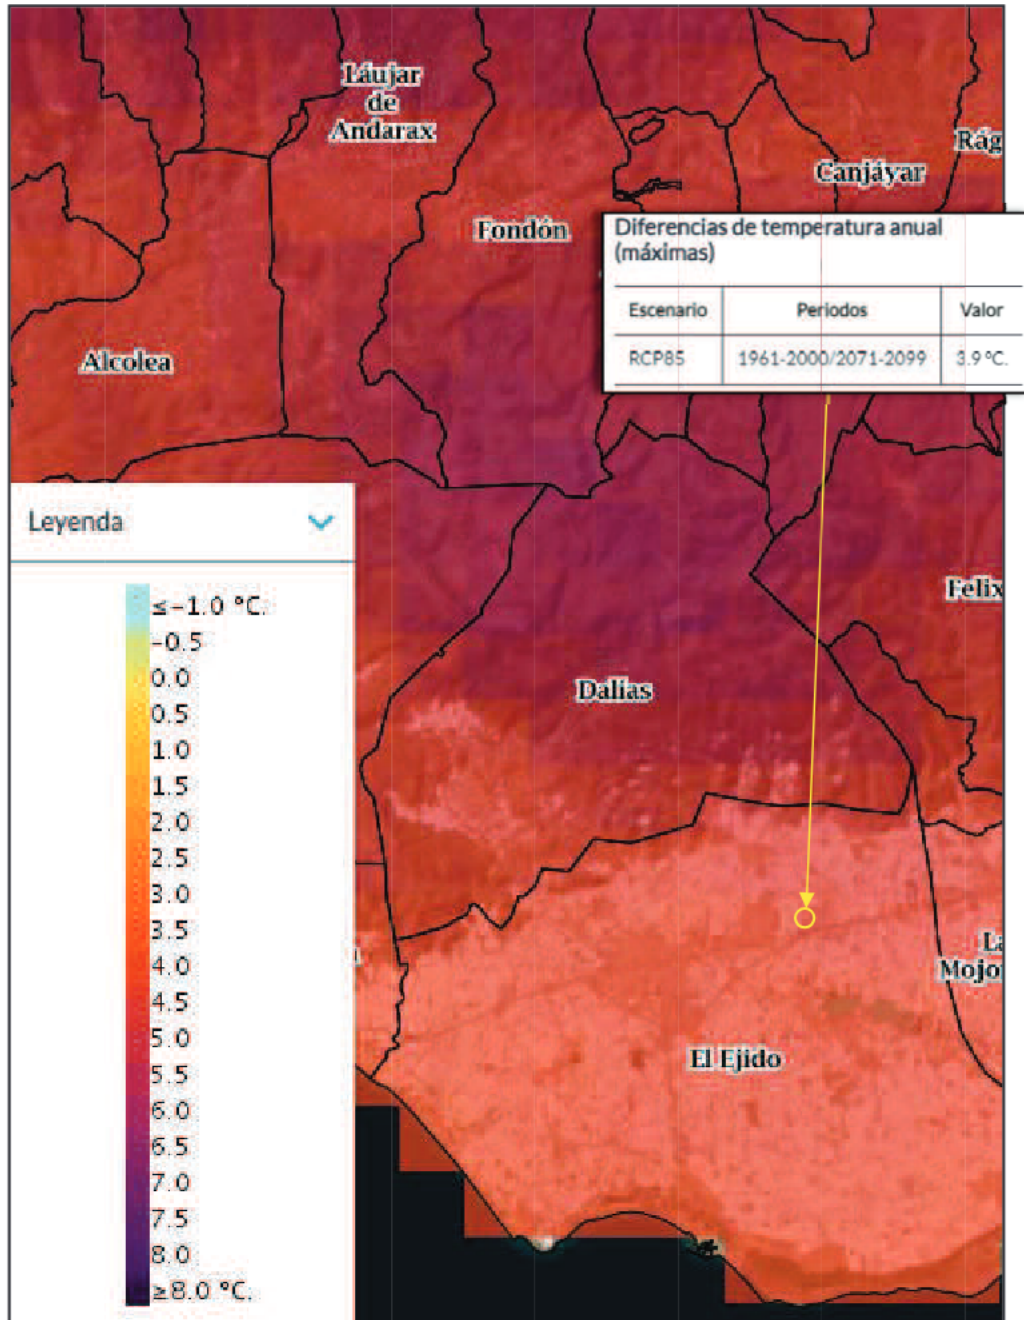 Láujar
de
Andarax
Rág
Canjáyar
Fondón
Diferencias de temperatura anual
(máximas)
Escenario Periodos Valor
RCP85 1961-2000/2071-2099 3.9 ºC.
Alcolea
Leyenda
≤-1.0 °C.
-0.5
0.0
0.5
1.0
1.5
2.0
2.5
3.0
3.5
4.0
4.5
5.0
5.5
6.0
6.5
7.0
7.5
8.0
≥8.0 °C.
Felix
Dalías
La
Mojo
El Ejido